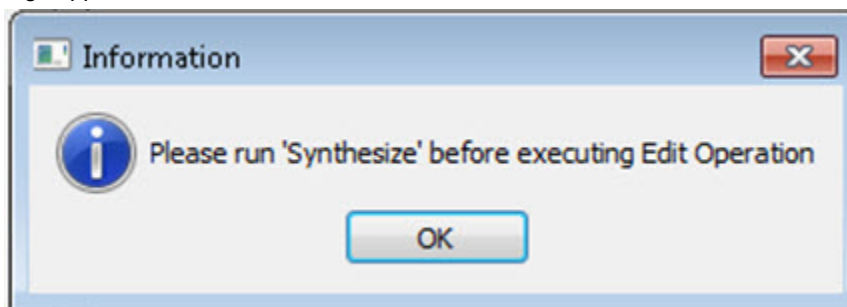 Information
Please run 'Synthesize' before executing Edit Operation
OK